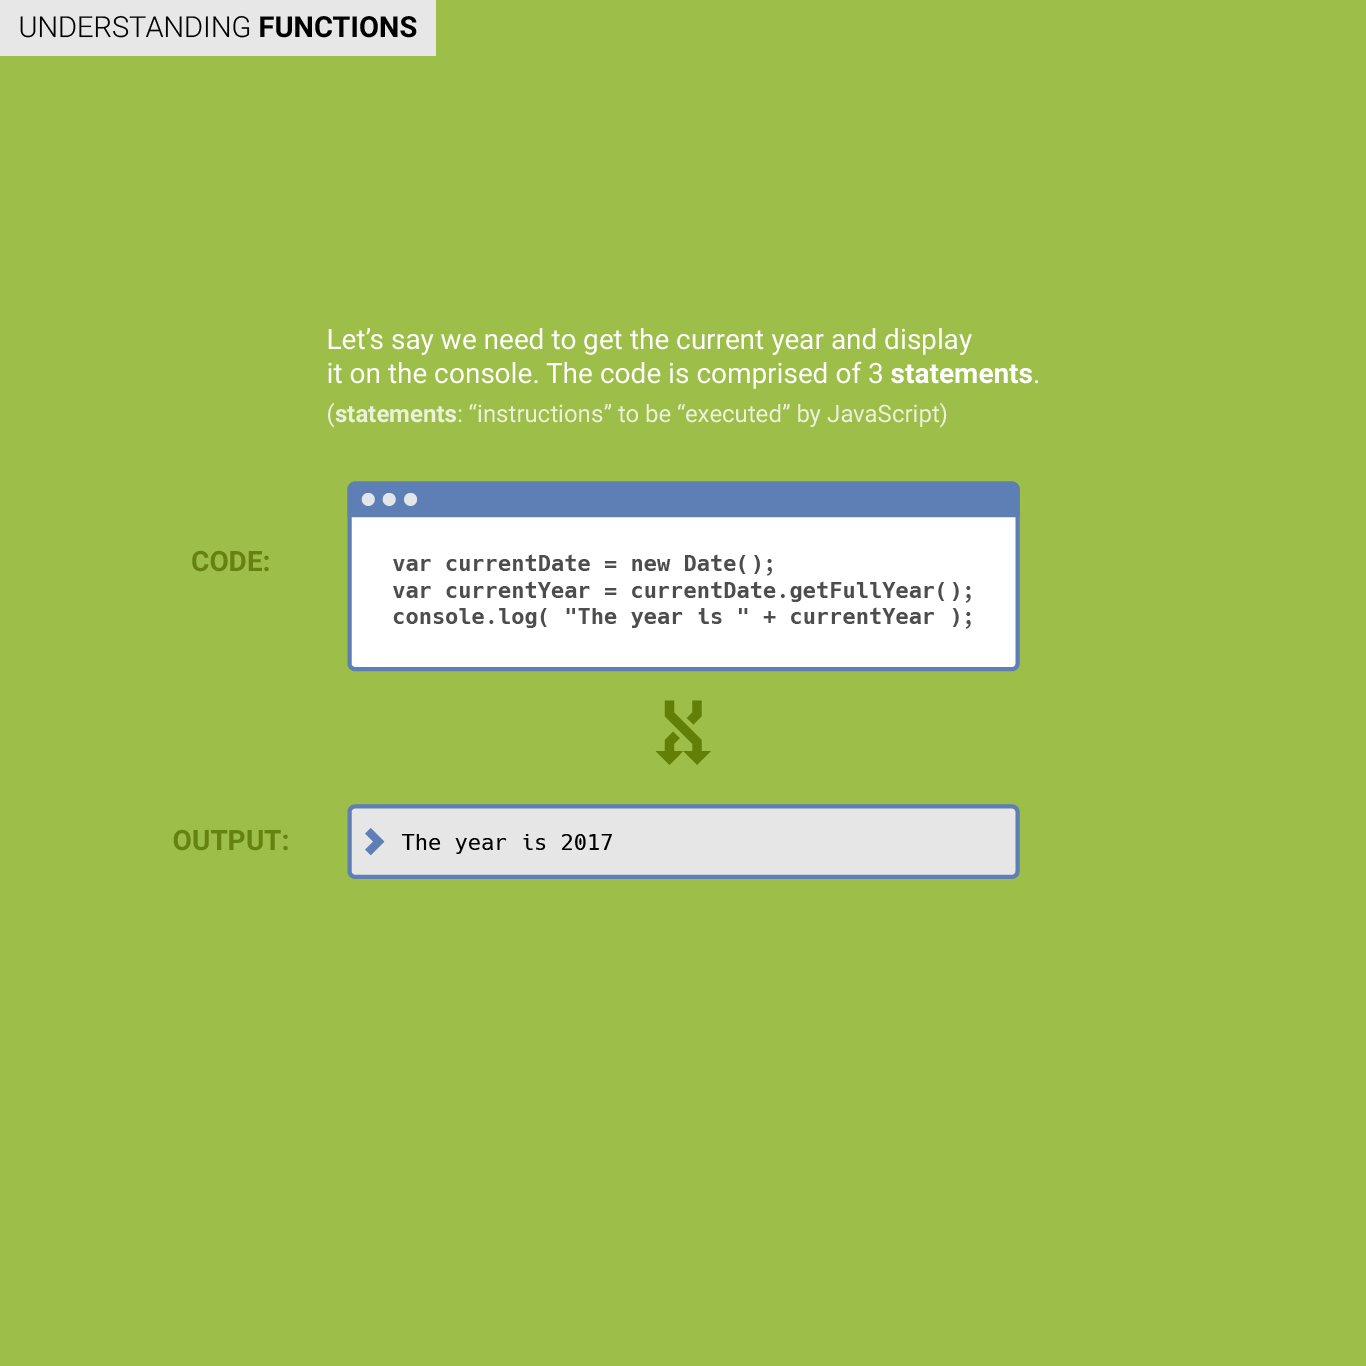 UNDERSTANDING FUNCTIONS
Let’s say we need to get the current year and display
it on the console. The code is comprised of 3 statements.
(statements: “instructions” to be “executed” by JavaScript)
CODE:
var currentDate = new Date();
var currentYear = currentDate.getFullYear();
console.log( "The year is " + currentYear );
OUTPUT:
The year is 2017